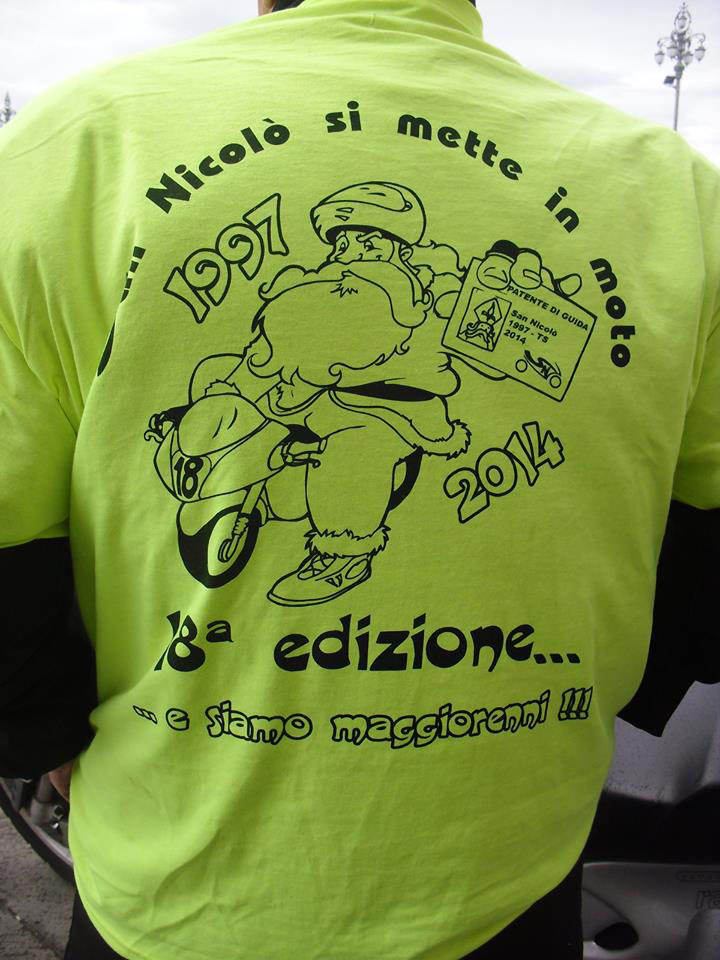 Nicolò si mette in moto
1997
PATENTE DI GUIDA
San Nicolò
1997 - TS
2014
18
2014
18ª edizione...
... e siamo maggiorenni !!!